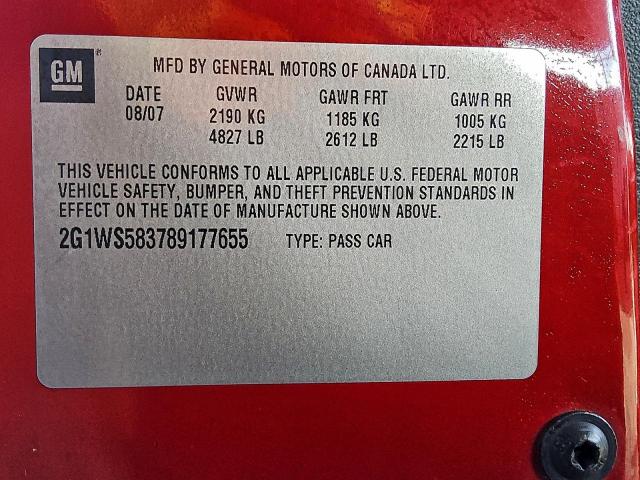 GM®
MFD BY GENERAL MOTORS OF CANADA LTD.
DATE GVWR GAWR FRT GAWR RR
08/07 2190 KG 1185 KG 1005 KG
4827 LB 2612 LB 2215 LB
THIS VEHICLE CONFORMS TO ALL APPLICABLE U.S. FEDERAL MOTOR
VEHICLE SAFETY, BUMPER, AND THEFT PREVENTION STANDARDS IN
EFFECT ON THE DATE OF MANUFACTURE SHOWN ABOVE.
2G1WS583789177655 TYPE: PASS CAR